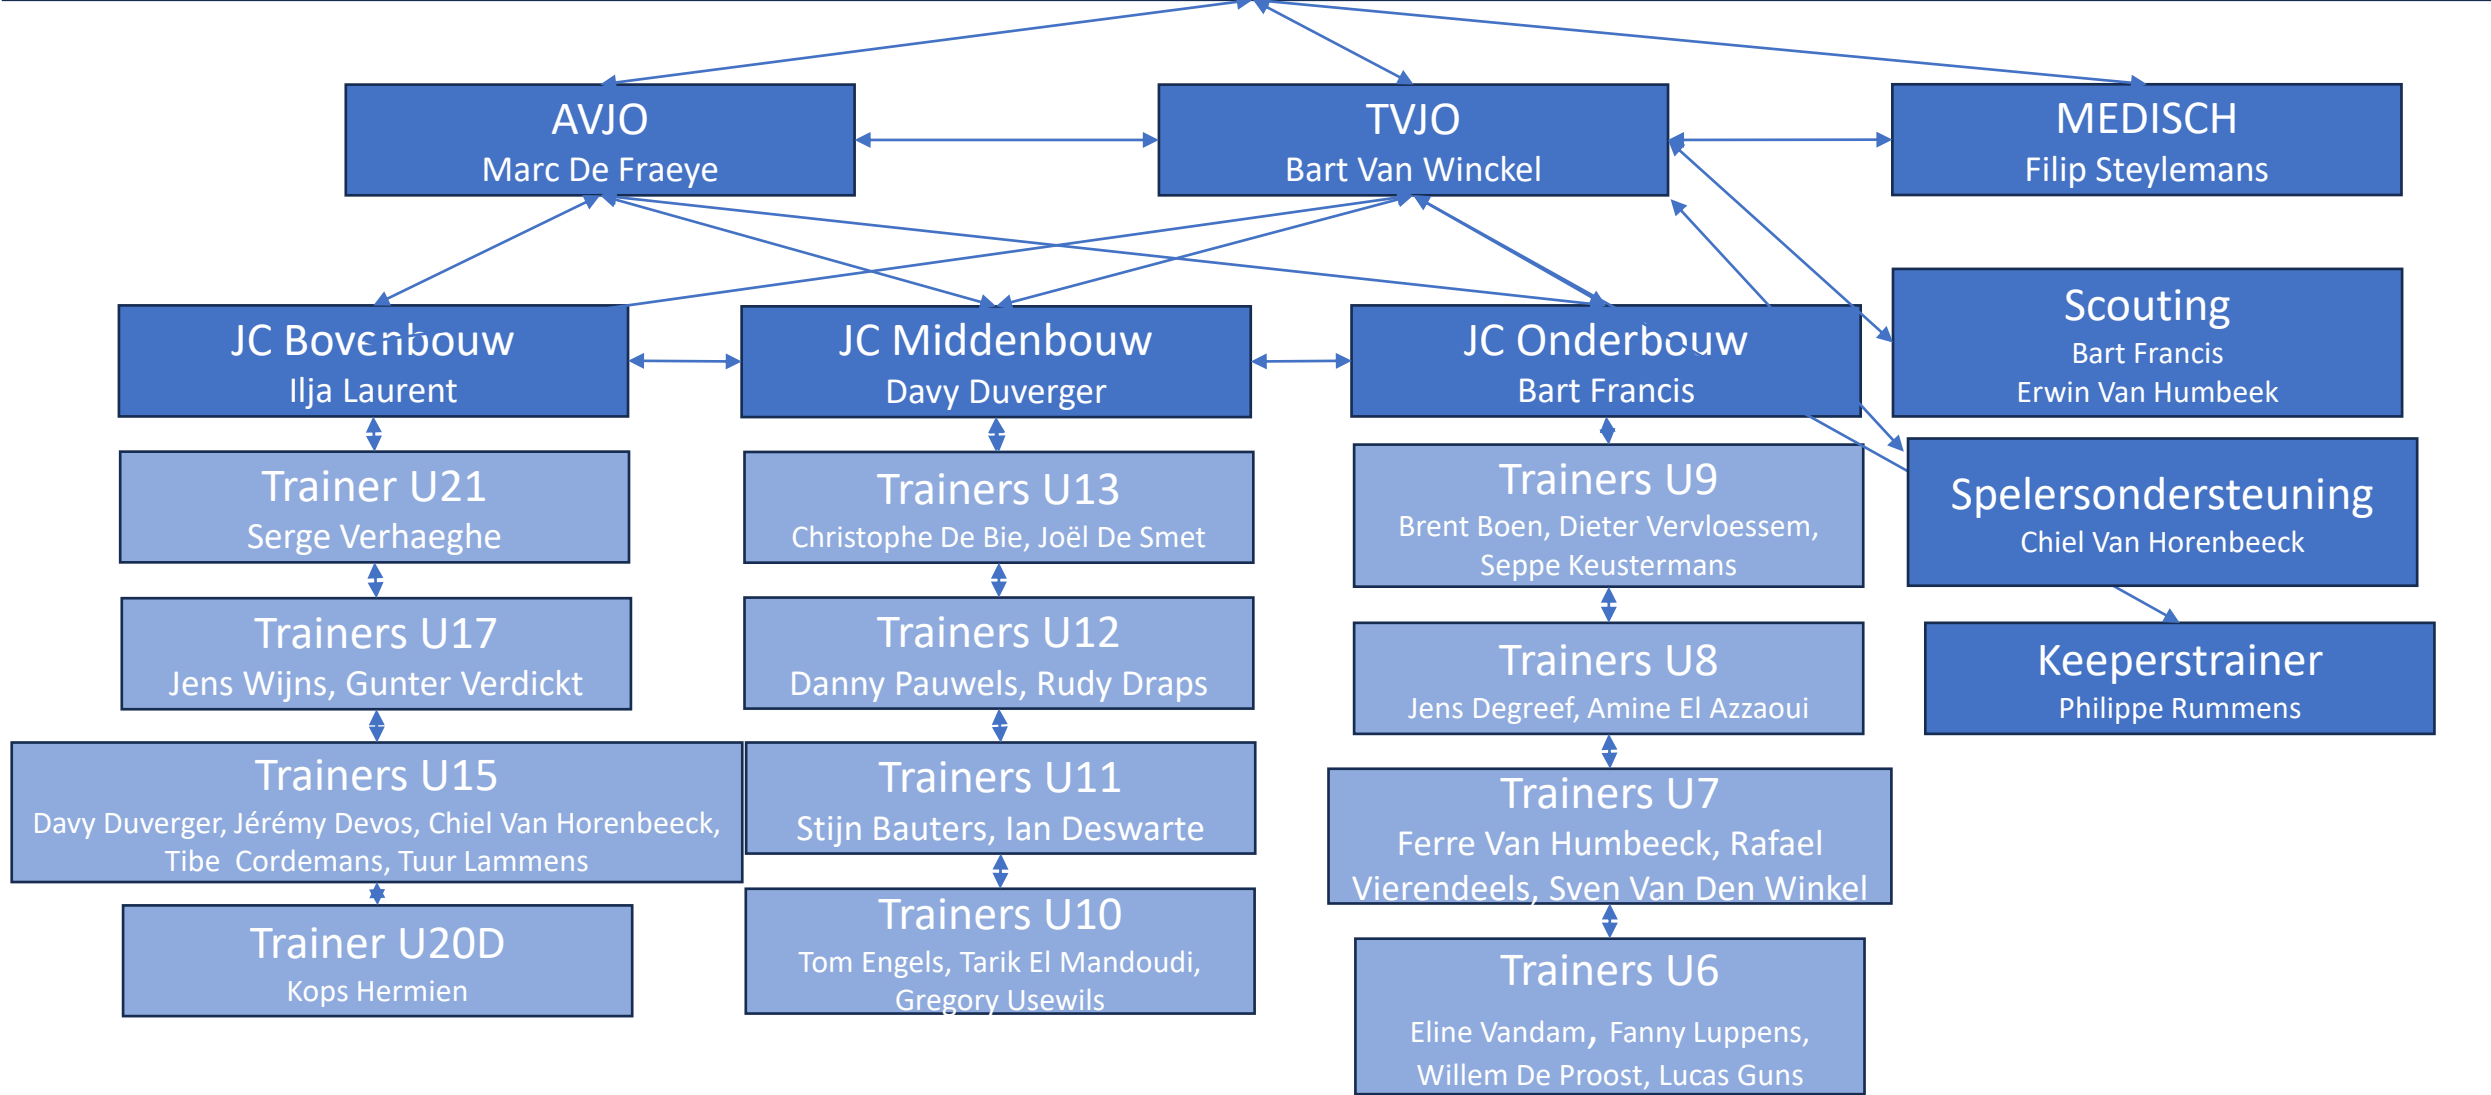 AVJO
Marc De Fraeye
TVJO
Bart Van Winckel
MEDISCH
Filip Steylemans
JC Bovenbouw
Ilja Laurent
JC Middenbouw
Davy Duverger
JC Onderbouw
Bart Francis
Scouting
Bart Francis
Erwin Van Humbeek
Trainer U21
Serge Verhaeghe
Trainers U13
Christophe De Bie, Joël De Smet
Trainers U9
Brent Boen, Dieter Vervloessem,
Seppe Keustermans
Spelersondersteuning
Chiel Van Horenbeeck
Trainers U17
Jens Wijns, Gunter Verdickt
Trainers U12
Danny Pauwels, Rudy Draps
Trainers U8
Jens Degreef, Amine El Azzaoui
Keeperstrainer
Philippe Rummens
Trainers U15
Davy Duverger, Jérémy Devos, Chiel Van Horenbeeck,
Tibe  Cordemans, Tuur Lammens
Trainers U11
Stijn Bauters, Ian Deswarte
Trainers U7
Ferre Van Humbeeck, Rafael
Vierendeels, Sven Van Den Winkel
Trainer U20D
Kops Hermien
Trainers U10
Tom Engels, Tarik El Mandoudi,
Gregory Usewils
Trainers U6
Eline Vandam, Fanny Luppens,
Willem De Proost, Lucas Guns